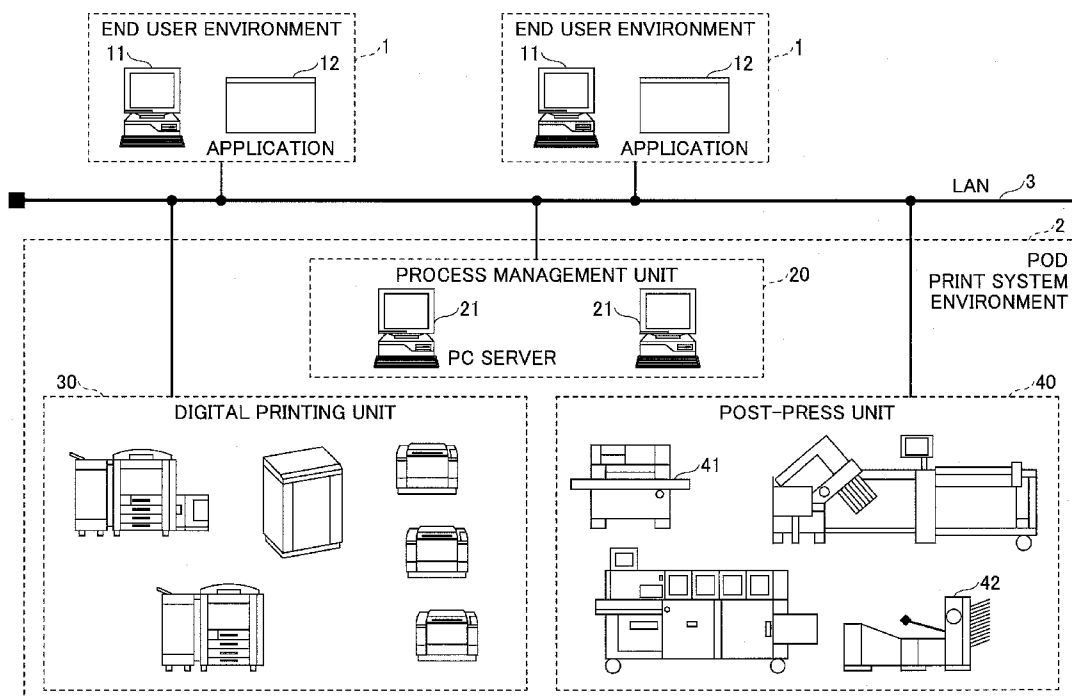 END USER ENVIRONMENT
1
11
12
APPLICATION
END USER ENVIRONMENT
1
11
12
APPLICATION
LAN
3
2
POD
PRINT SYSTEM
ENVIRONMENT
PROCESS MANAGEMENT UNIT
20
21
21
PC SERVER
30
DIGITAL PRINTING UNIT
40
POST-PRESS UNIT
41
42